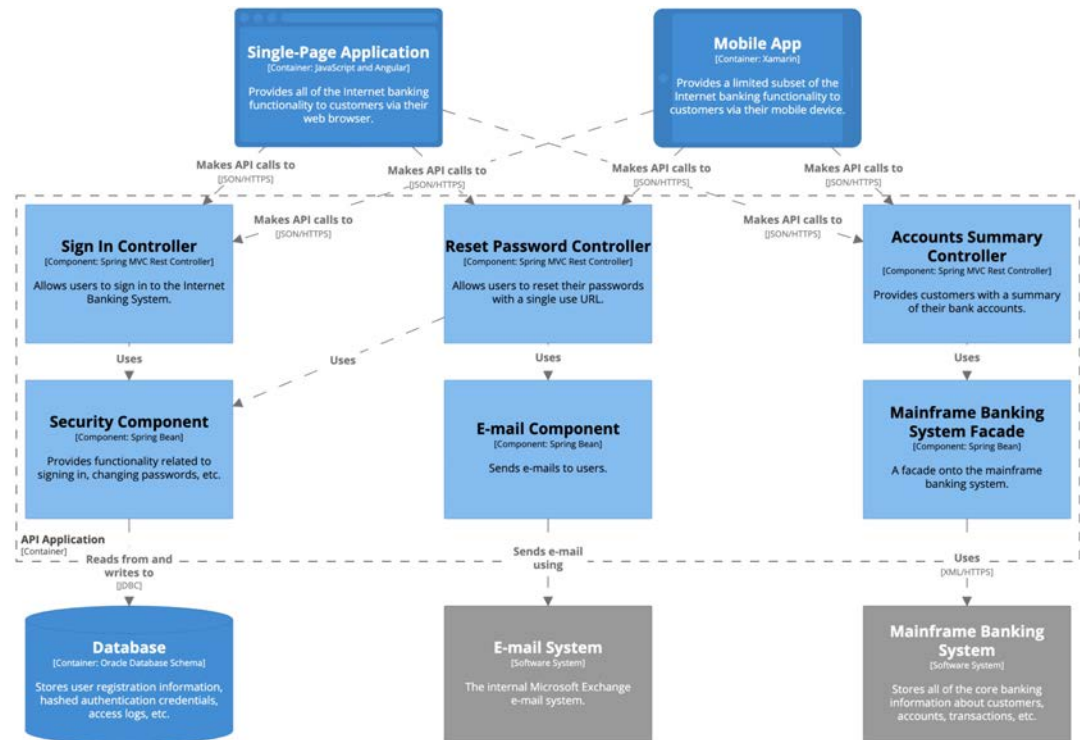 Single-Page Application
[Container: JavaScript and Angular]
Provides all of the Internet banking
functionality to customers via their
web browser.
Mobile App
[Container: Xamarin]
Provides a limited subset of the
Internet banking functionality to
customers via their mobile device.
Makes API calls to
[JSON/HTTPS]
Makes API calls to
[JSON/HTTPS]
Makes API calls to
[JSON/HTTPS]
Makes API calls to
[JSON/HTTPS]
Makes API calls to
[JSON/HTTPS]
Makes API calls to
[JSON/HTTPS]
Sign In Controller
[Component: Spring MVC Rest Controller]
Allows users to sign in to the Internet
Banking System.
Reset Password Controller
[Component: Spring MVC Rest Controller]
Allows users to reset their passwords
with a single use URL.
Accounts Summary
Controller
[Component: Spring MVC Rest Controller]
Provides customers with a summary
of their bank accounts.
Uses
Uses
Uses
Uses
Security Component
[Component: Spring Bean]
Provides functionality related to
signing in, changing passwords, etc.
E-mail Component
[Component: Spring Bean]
Sends e-mails to users.
Mainframe Banking
System Facade
[Component: Spring Bean]
A facade onto the mainframe
banking system.
API Application
[Container]
Reads from and
writes to
[JDBC]
Sends e-mail
using
Uses
[XML/HTTPS]
Database
[Container: Oracle Database Schema]
Stores user registration information,
hashed authentication credentials,
access logs, etc.
E-mail System
[Software System]
The internal Microsoft Exchange
e-mail system.
Mainframe Banking
System
[Software System]
Stores all of the core banking
information about customers,
accounts, transactions, etc.